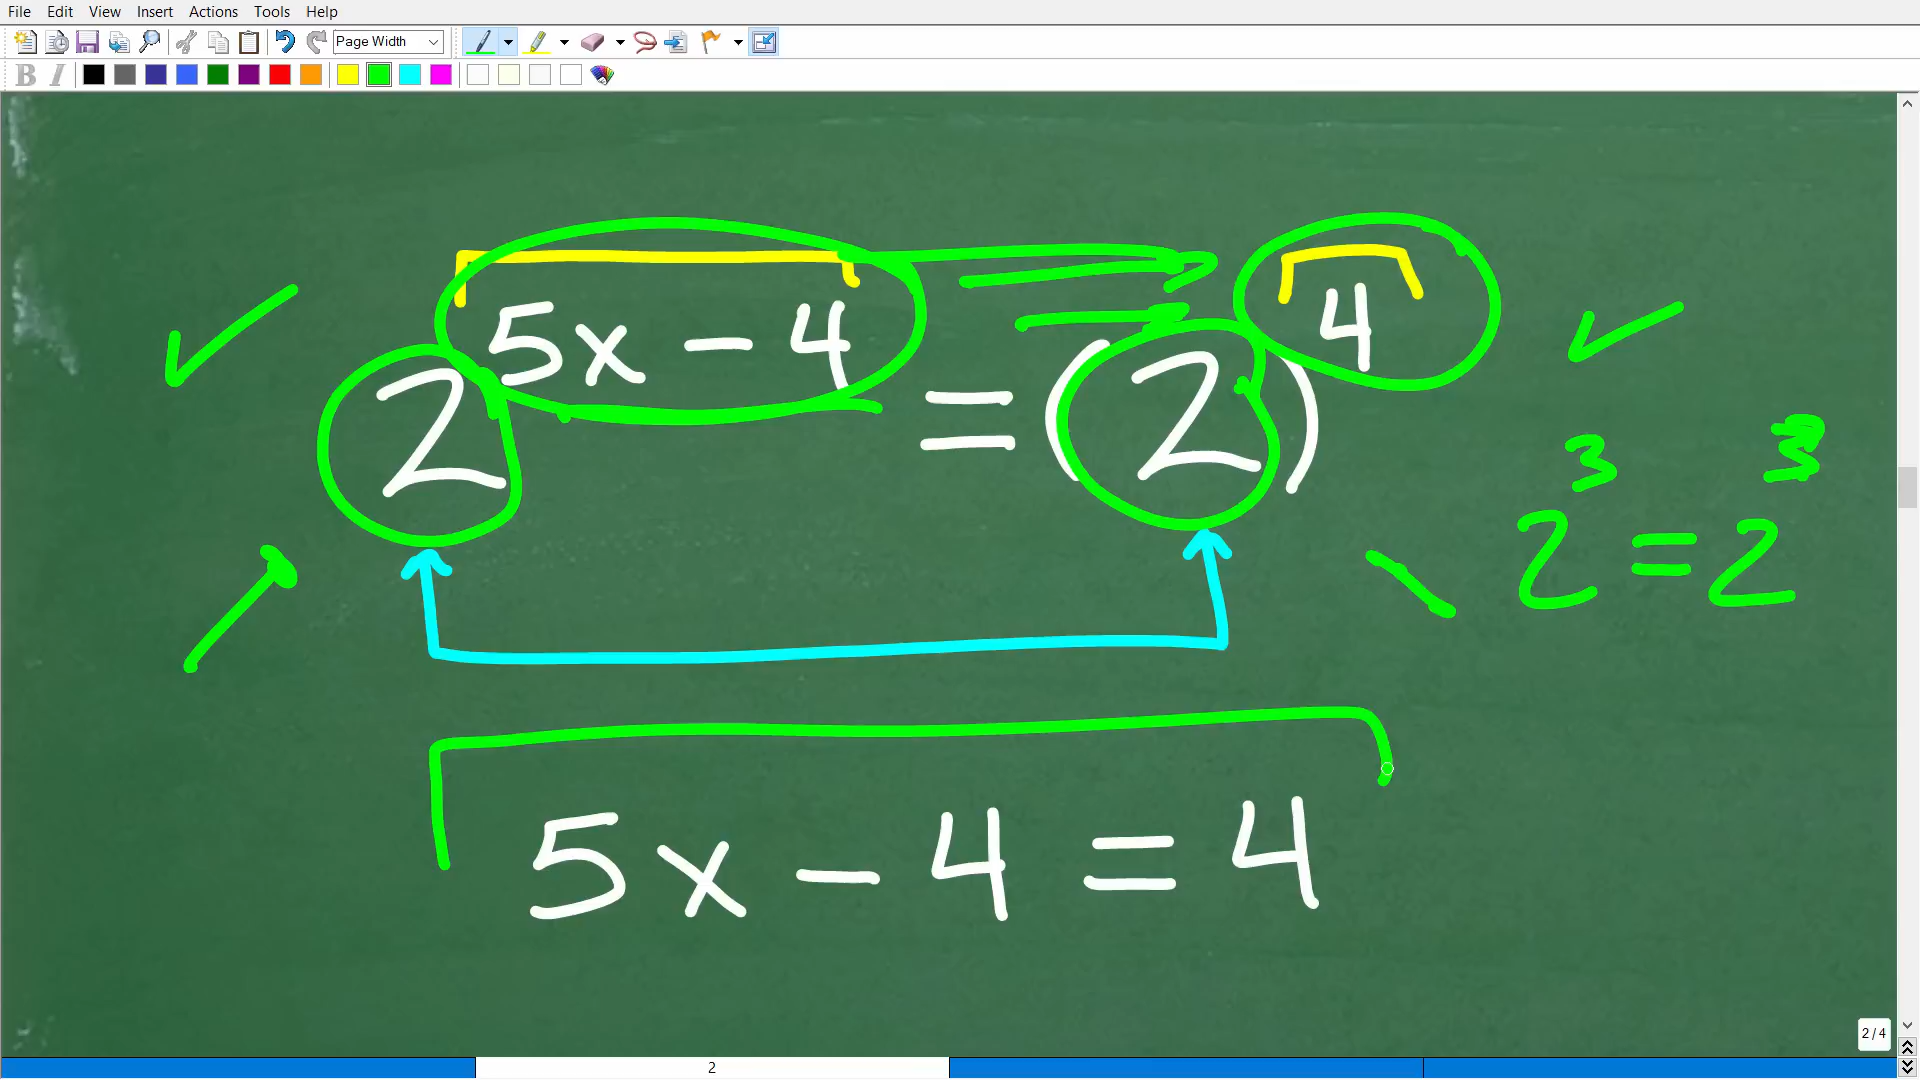 File Edit View Insert Actions Tools Help
Page Width
B I
2^{5x - 4} = (2)^{4}
2^{3} = 2^{3}
5x - 4 = 4
2 / 4
2